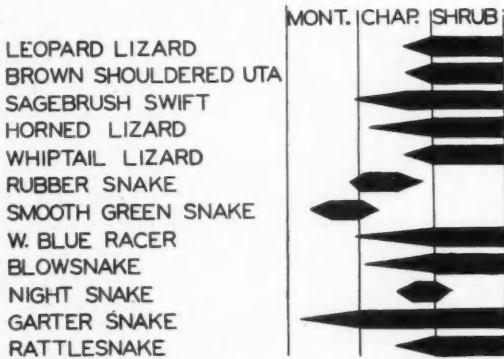 MONT. CHAP. SHRUB
LEOPARD LIZARD
BROWN SHOULDERED UTA
SAGEBRUSH SWIFT
HORNED LIZARD
WHIPTAIL LIZARD
RUBBER SNAKE
SMOOTH GREEN SNAKE
W. BLUE RACER
BLOWSNAKE
NIGHT SNAKE
GARTER SNAKE
RATTLESNAKE